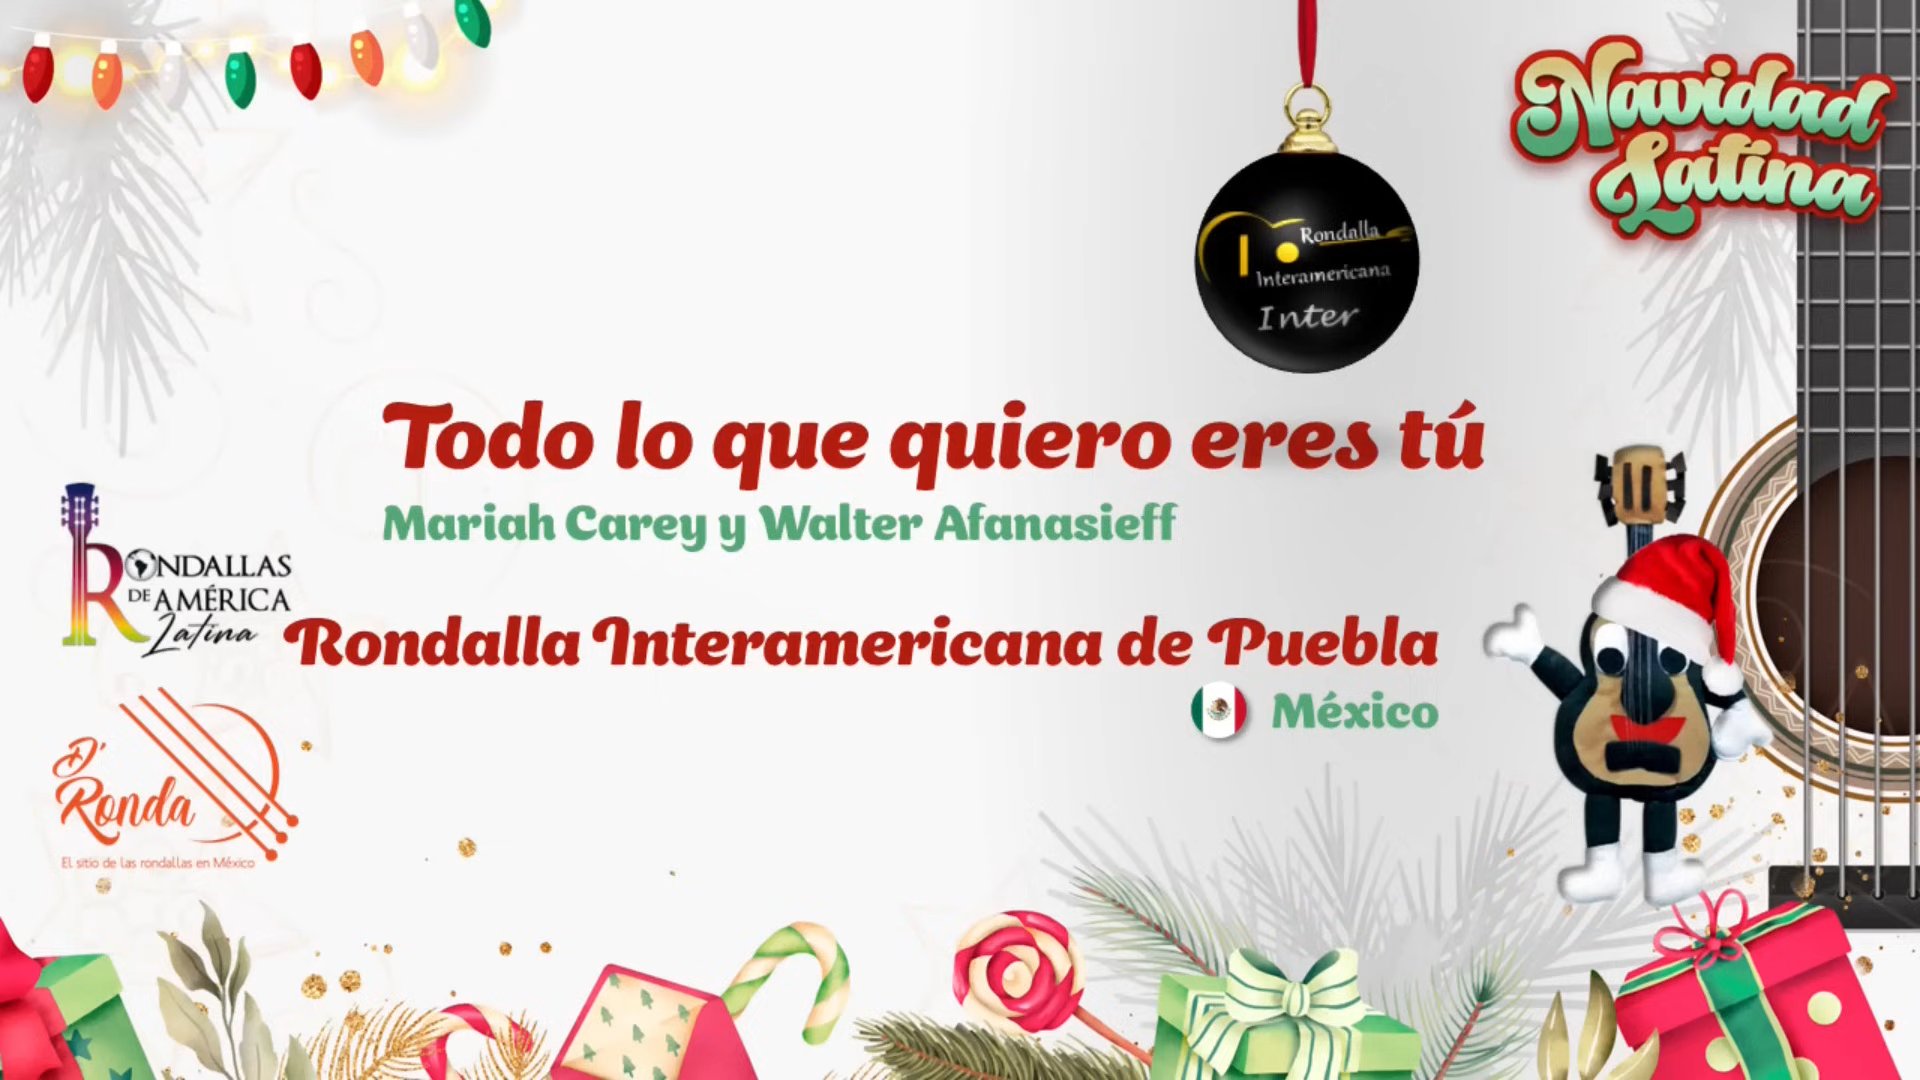 Navidad
Latina
Rondalla
Interamericana
Inter
Todo lo que quiero eres tú
Mariah Carey y Walter Afanasieff
RONDALLAS
DE AMÉRICA
Latina
Rondalla Interamericana de Puebla
México
D'
Ronda
El sitio de las rondallas en México